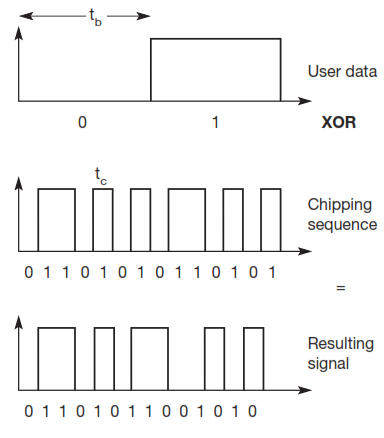 t_b
User data
0 1 XOR
t_c
Chipping
sequence
0 1 1 0 1 0 1 0 1 1 0 1 0 1
=
Resulting
signal
0 1 1 0 1 0 1 1 0 0 1 0 1 0